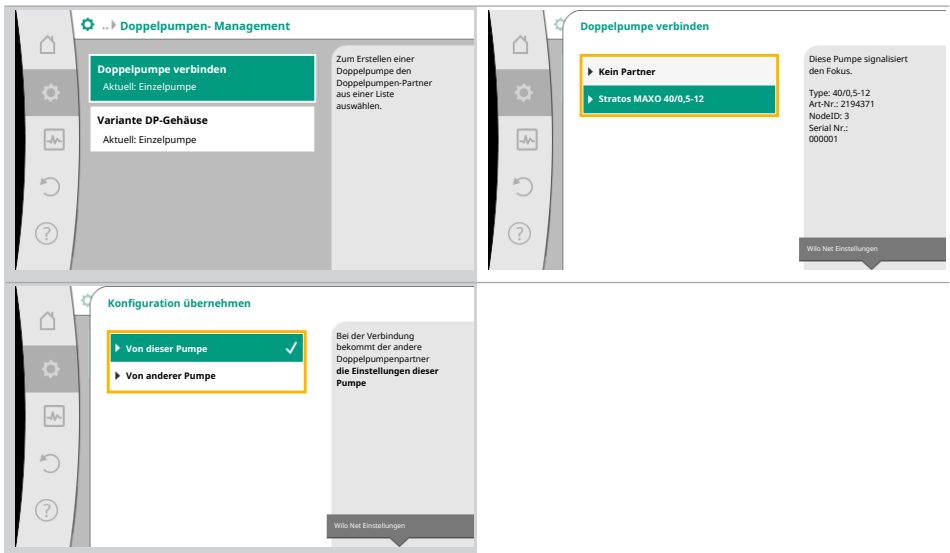 ..Doppelpumpen- Management
Doppelpumpe verbinden
Aktuell: Einzelpumpe
Variante DP-Gehäuse
Aktuell: Einzelpumpe
Zum Erstellen einer
Doppelpumpe den
Doppelpumpen-Partner
aus einer Liste
auswählen.
?
Doppelpumpe verbinden
Kein Partner
Stratos MAXO 40/0,5-12
Diese Pumpe signalisiert
den Fokus.
Type: 40/0,5-12
Art-Nr.: 2194371
NodeID: 3
Serial Nr.:
000001
?
Wilo Net Einstellungen
Konfiguration übernehmen
Von dieser Pumpe
Von anderer Pumpe
Bei der Verbindung
bekommt der andere
Doppelpumpenpartner
die Einstellungen dieser
Pumpe
?
Wilo Net Einstellungen